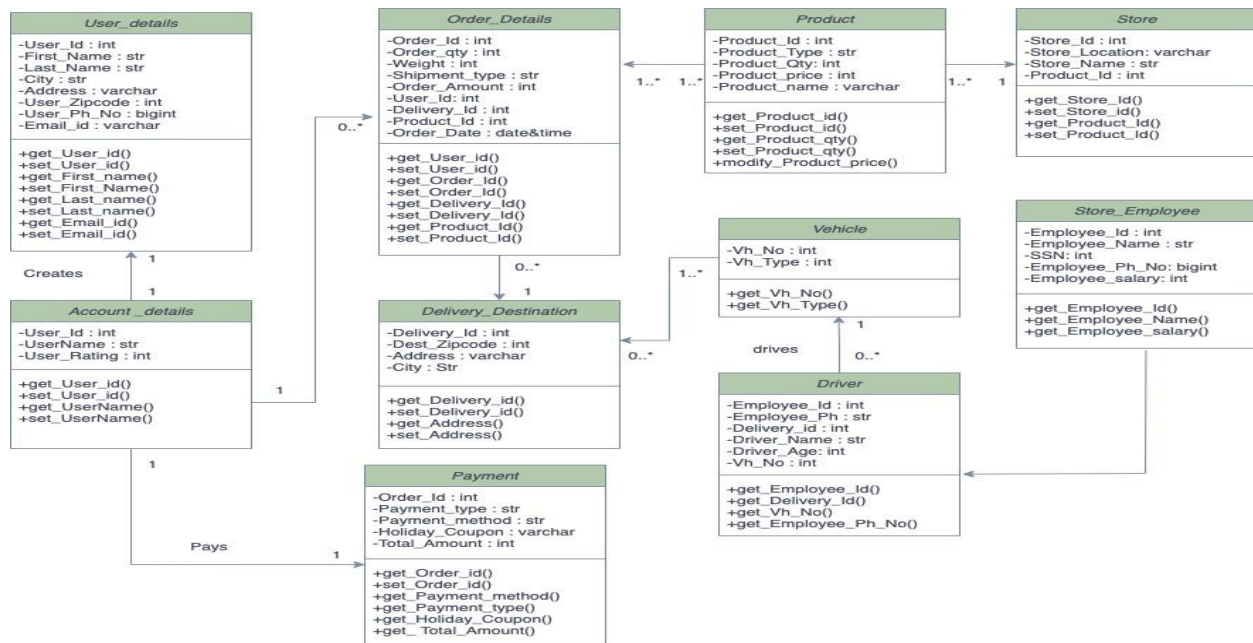 User_details
-User_Id : int
-First_Name : str
-Last_Name : str
-City : str
-Address : varchar
-User_Zipcode : int
-User_Ph_No : bigint
-Email_id : varchar
+get_User_id()
+set_User_id()
+get_First_name()
+set_First_Name()
+get_Last_name()
+set_Last_name()
+get_Email_id()
+set_Email_id()
1
Creates
1
Account _details
-User_Id : int
-UserName : str
-User_Rating : int
+get_User_id()
+set_User_id()
+get_UserName()
+set_UserName()
1
0..*
1
Pays
1
Order_Details
-Order_Id : int
-Order_qty : int
-Weight : int
-Shipment_type : str
-Order_Amount : int
-User_Id: int
-Delivery_Id : int
-Product_Id : int
-Order_Date : date&time
+get_User_id()
+set_User_id()
+get_Order_Id()
+set_Order_Id()
+get_Delivery_Id()
+set_Delivery_Id()
+get_Product_Id()
+set_Product_Id()
0..*
1
Delivery_Destination
-Delivery_Id : int
-Dest_Zipcode : int
-Address : varchar
-City : Str
+get_Delivery_id()
+set_Delivery_id()
+get_Address()
+set_Address()
Payment
-Order_Id : int
-Payment_type : str
-Payment_method : str
-Holiday_Coupon : varchar
-Total_Amount : int
+get_Order_id()
+set_Order_id()
+get_Payment_method()
+get_Payment_type()
+get_Holiday_Coupon()
+get_ Total_Amount()
1..*
1..*
Product
-Product_Id : int
-Product_Type : str
-Product_Qty: int
-Product_price : int
-Product_name : varchar
+get_Product_id()
+set_Product_id()
+get_Product_qty()
+set_Product_qty()
+modify_Product_price()
1..*
1
Store
-Store_Id : int
-Store_Location: varchar
-Store_Name : str
-Product_Id : int
+get_Store_Id()
+set_Store_id()
+get_Product_Id()
+set_Product_Id()
Vehicle
-Vh_No : int
-Vh_Type : int
+get_Vh_No()
+get_Vh_Type()
1..*
0..*
1
drives
0..*
Driver
-Employee_Id : int
-Employee_Ph : str
-Delivery_id : int
-Driver_Name : str
-Driver_Age: int
-Vh_No : int
+get_Employee_Id()
+get_Delivery_Id()
+get_Vh_No()
+get_Employee_Ph_No()
Store_Employee
-Employee_Id : int
-Employee_Name : str
-SSN: int
-Employee_Ph_No: bigint
-Employee_salary: int
+get_Employee_Id()
+get_Employee_Name()
+get_Employee_salary()